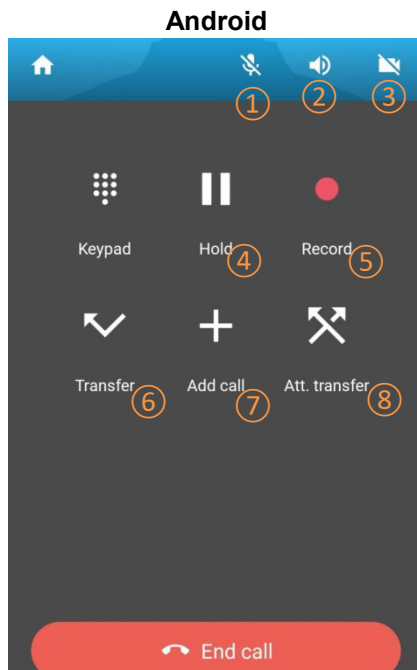 Android
① ② ③
Keypad Hold ④ Record ⑤
Transfer ⑥ Add call ⑦ Att. transfer ⑧
End call